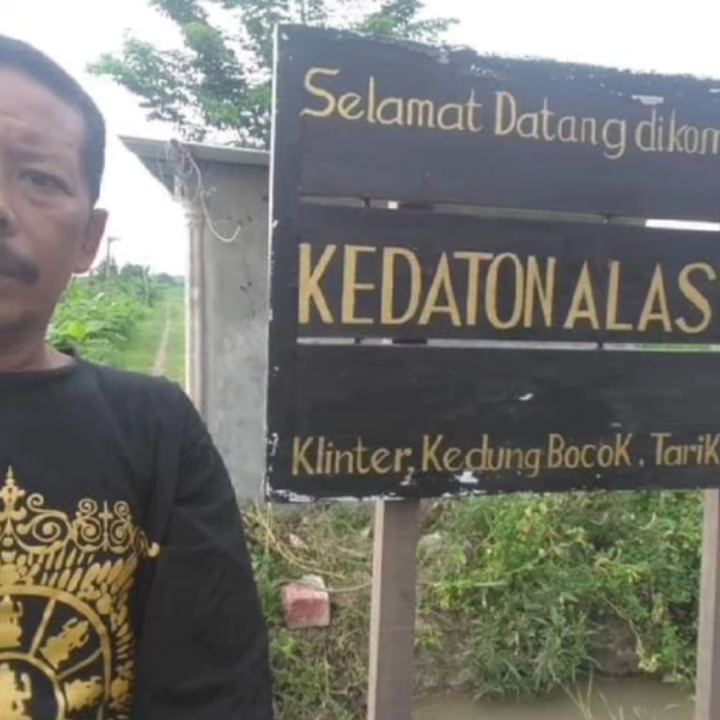 Selamat Datang dikom
KEDATON ALAS
Klinter, Kedung Bocok, Tarik